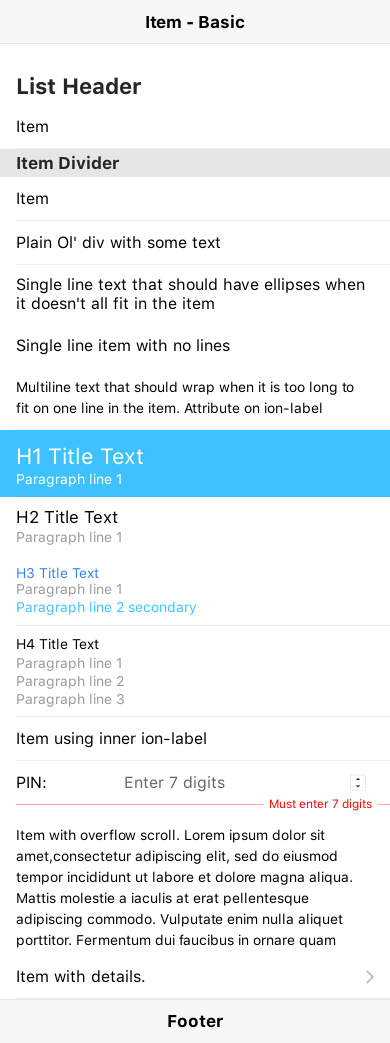 Item - Basic
List Header
Item
Item Divider
Item
Plain Ol' div with some text
Single line text that should have ellipses when
it doesn't all fit in the item
Single line item with no lines
Multiline text that should wrap when it is too long to
fit on one line in the item. Attribute on ion-label
H1 Title Text
Paragraph line 1
H2 Title Text
Paragraph line 1
H3 Title Text
Paragraph line 1
Paragraph line 2 secondary
H4 Title Text
Paragraph line 1
Paragraph line 2
Paragraph line 3
Item using inner ion-label
PIN: Enter 7 digits
Must enter 7 digits
Item with overflow scroll. Lorem ipsum dolor sit
amet,consectetur adipiscing elit, sed do eiusmod
tempor incididunt ut labore et dolore magna aliqua.
Mattis molestie a iaculis at erat pellentesque
adipiscing commodo. Vulputate enim nulla aliquet
porttitor. Fermentum dui faucibus in ornare quam
Item with details.
Footer